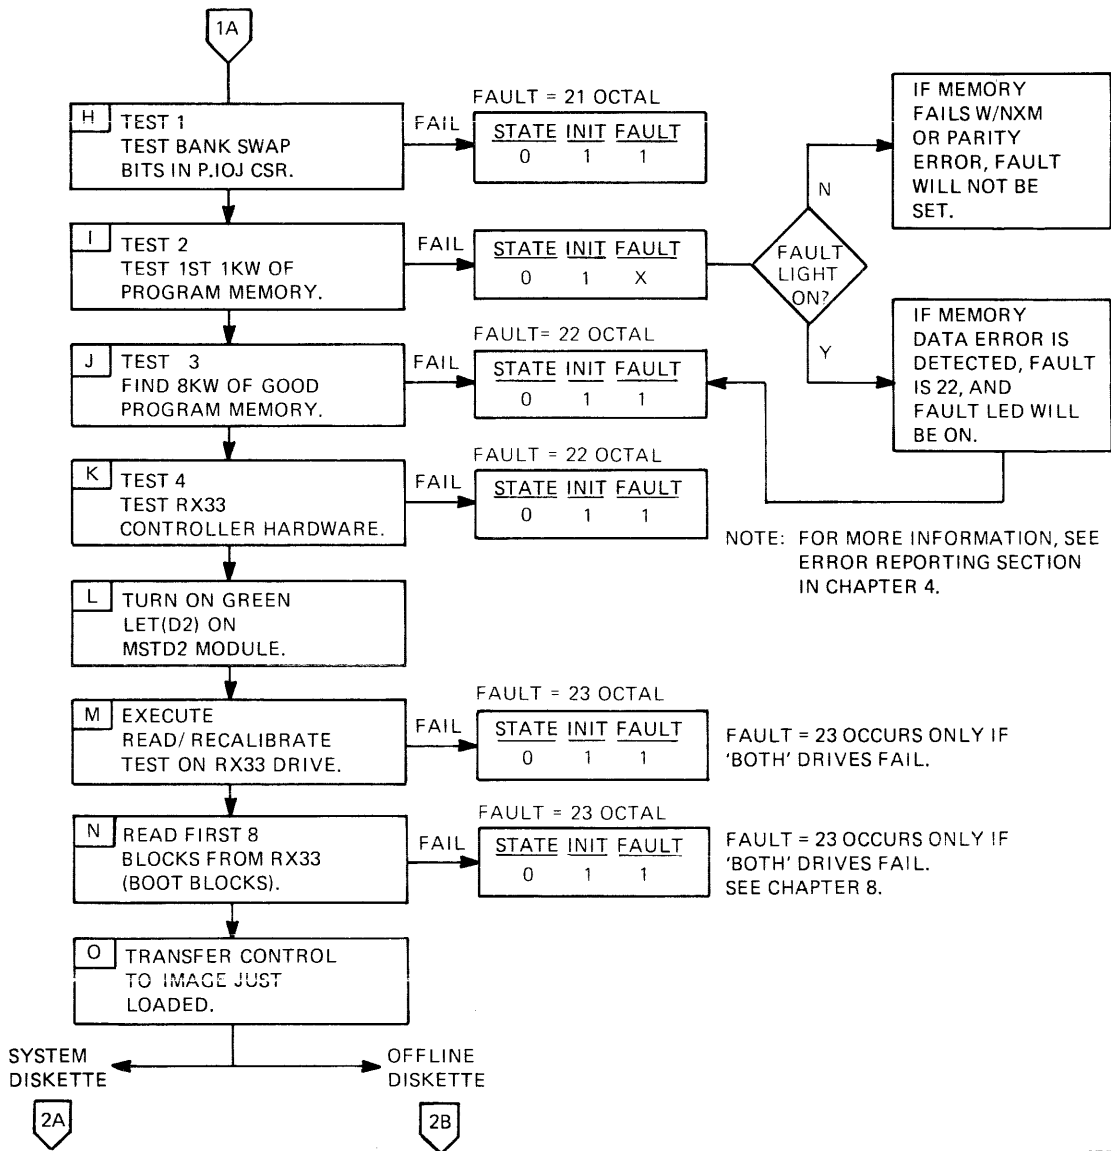 1A
H TEST 1
TEST BANK SWAP
BITS IN P.IOJ CSR.
FAIL
FAULT = 21 OCTAL
STATE INIT FAULT
0 1 1
I TEST 2
TEST 1ST 1KW OF
PROGRAM MEMORY.
FAIL
STATE INIT FAULT
0 1 X
FAULT
LIGHT
ON?
N
IF MEMORY
FAILS W/NXM
OR PARITY
ERROR, FAULT
WILL NOT BE
SET.
Y
IF MEMORY
DATA ERROR IS
DETECTED, FAULT
IS 22, AND
FAULT LED WILL
BE ON.
J TEST 3
FIND 8KW OF GOOD
PROGRAM MEMORY.
FAIL
FAULT= 22 OCTAL
STATE INIT FAULT
0 1 1
K TEST 4
TEST RX33
CONTROLLER HARDWARE.
FAIL
FAULT = 22 OCTAL
STATE INIT FAULT
0 1 1
NOTE: FOR MORE INFORMATION, SEE
ERROR REPORTING SECTION
IN CHAPTER 4.
L TURN ON GREEN
LET(D2) ON
MSTD2 MODULE.
M EXECUTE
READ/ RECALIBRATE
TEST ON RX33 DRIVE.
FAIL
FAULT = 23 OCTAL
STATE INIT FAULT
0 1 1
FAULT = 23 OCCURS ONLY IF
'BOTH' DRIVES FAIL.
N READ FIRST 8
BLOCKS FROM RX33
(BOOT BLOCKS).
FAIL
FAULT = 23 OCTAL
STATE INIT FAULT
0 1 1
FAULT = 23 OCCURS ONLY IF
'BOTH' DRIVES FAIL.
SEE CHAPTER 8.
O TRANSFER CONTROL
TO IMAGE JUST
LOADED.
SYSTEM
DISKETTE
2A
OFFLINE
DISKETTE
2B